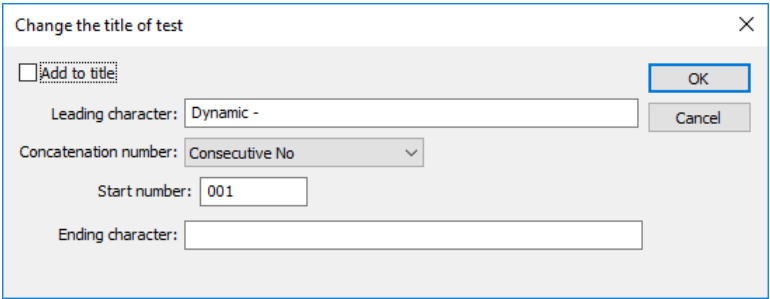 Change the title of test
Add to title
OK
Leading character: Dynamic -
Cancel
Concatenation number: Consecutive No
Start number: 001
Ending character: